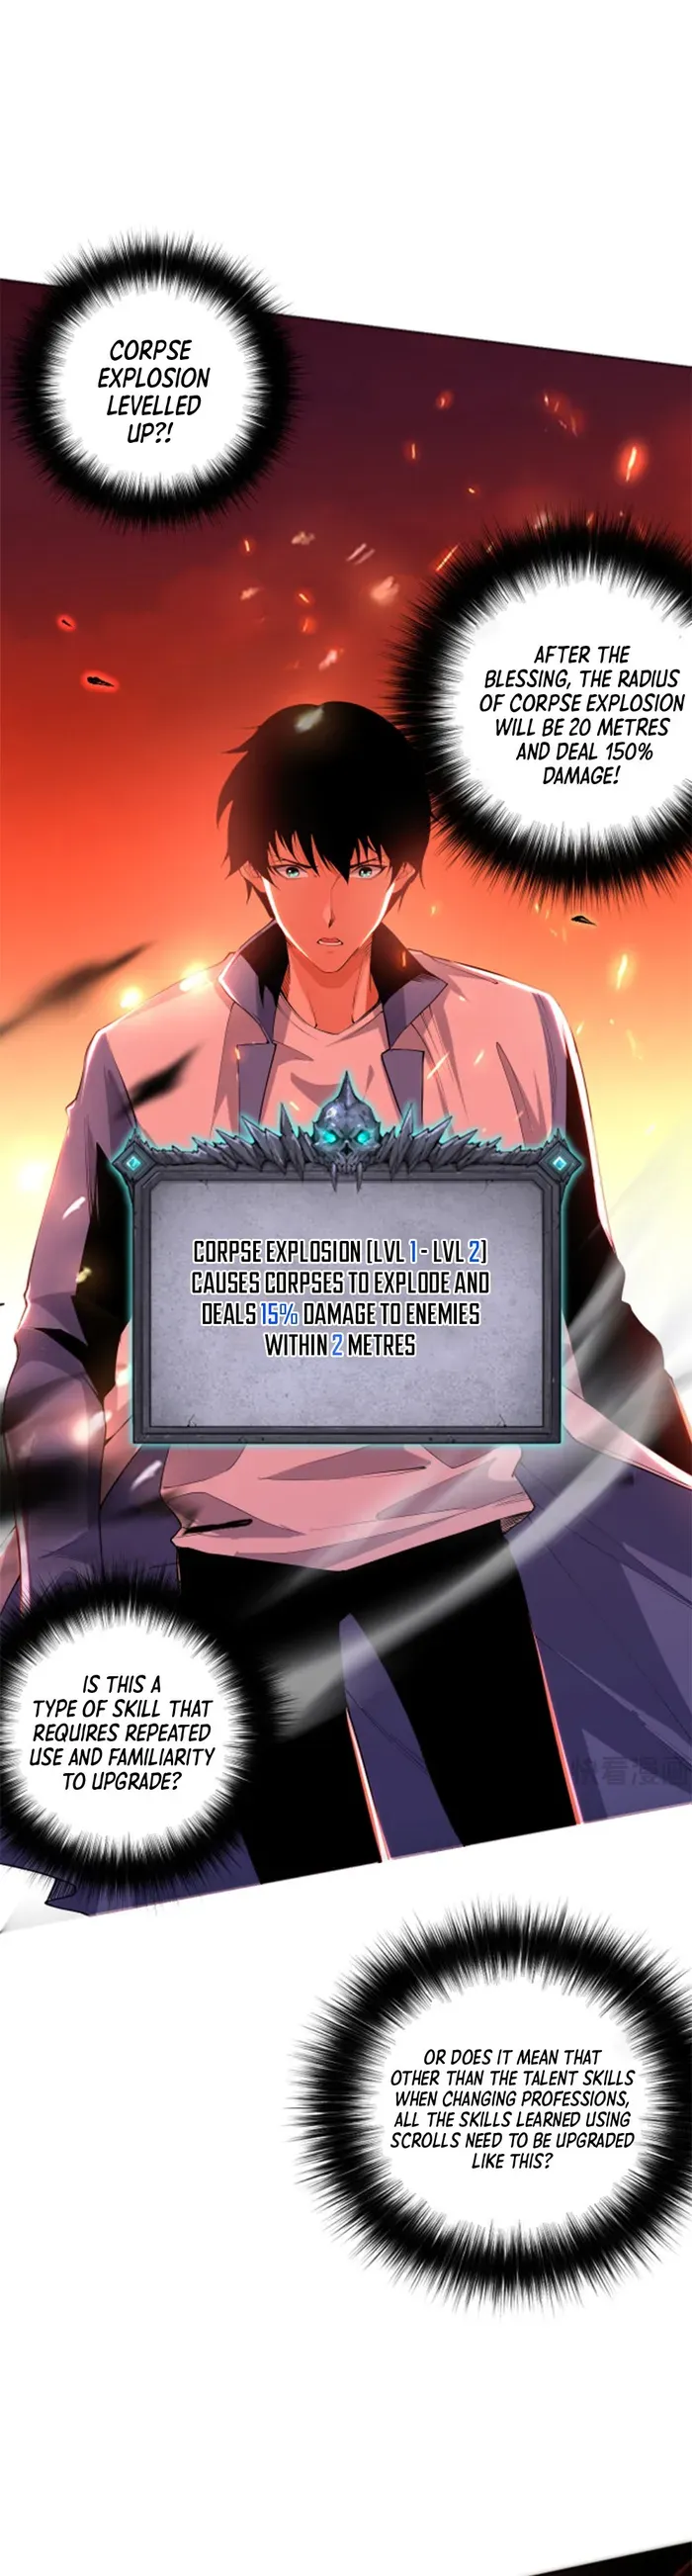 CORPSE
EXPLOSION
LEVELLED
UP?!
AFTER THE
BLESSING, THE RADIUS
OF CORPSE EXPLOSION
WILL BE 20 METRES
AND DEAL 150%
DAMAGE!
CORPSE EXPLOSION [LVL 1 - LVL 2]
CAUSES CORPSES TO EXPLODE AND
DEALS 15% DAMAGE TO ENEMIES
WITHIN 2 METRES
IS THIS A
TYPE OF SKILL THAT
REQUIRES REPEATED
USE AND FAMILIARITY
TO UPGRADE?
快看漫画
OR DOES IT MEAN THAT
OTHER THAN THE TALENT SKILLS
WHEN CHANGING PROFESSIONS,
ALL THE SKILLS LEARNED USING
SCROLLS NEED TO BE UPGRADED
LIKE THIS?